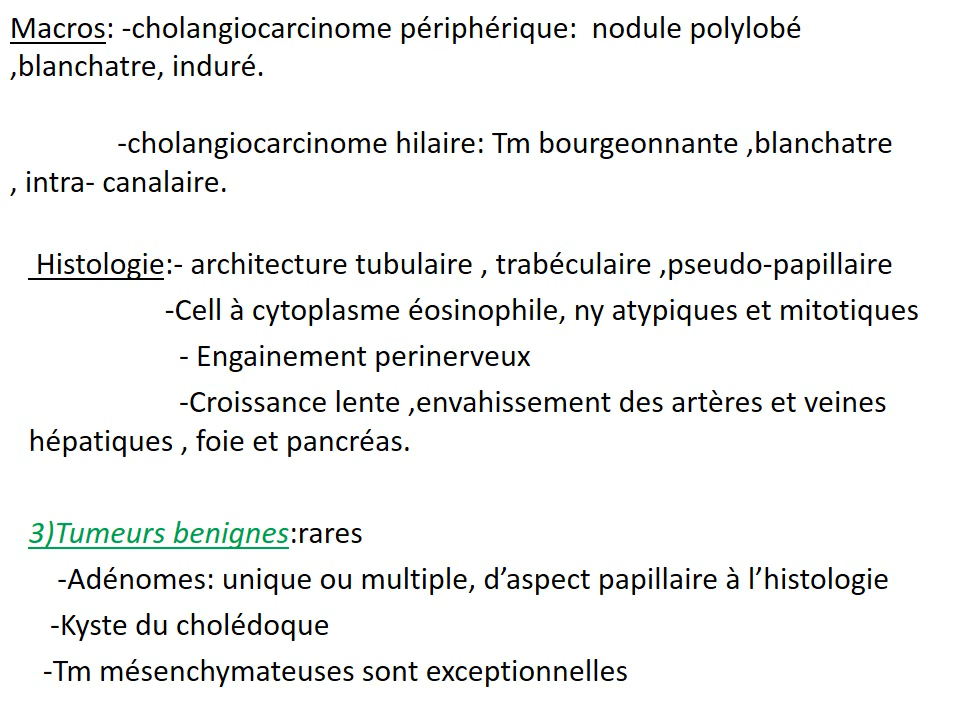 Macros: -cholangiocarcinome périphérique:  nodule polylobé
,blanchatre, induré.
-cholangiocarcinome hilaire: Tm bourgeonnante ,blanchatre
, intra- canalaire.
Histologie:- architecture tubulaire , trabéculaire ,pseudo-papillaire
-Cell à cytoplasme éosinophile, ny atypiques et mitotiques
- Engainement perinerveux
-Croissance lente ,envahissement des artères et veines
hépatiques , foie et pancréas.
3)Tumeurs benignes:rares
-Adénomes: unique ou multiple, d’aspect papillaire à l’histologie
-Kyste du cholédoque
-Tm mésenchymateuses sont exceptionnelles